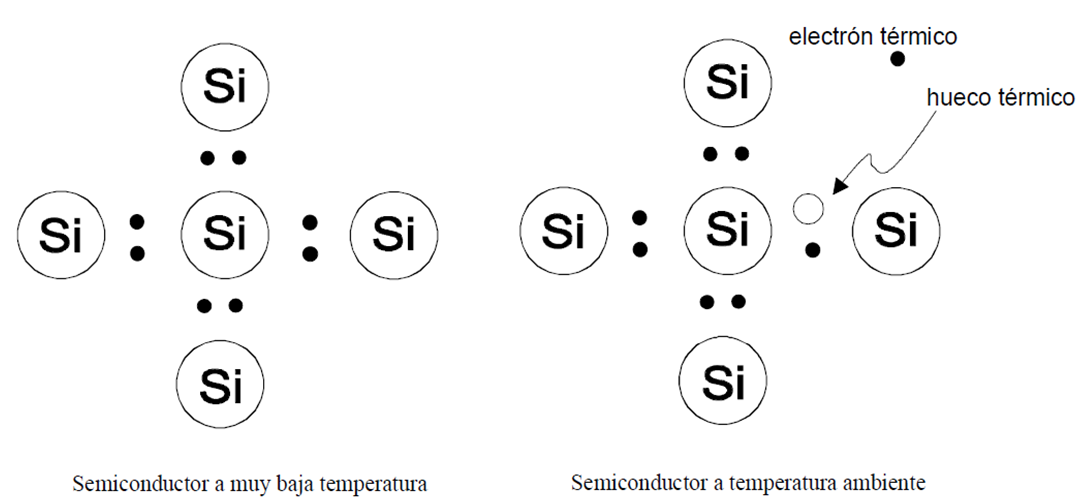 electrón térmico
hueco térmico
Si
Si
Si Si Si
Si Si Si
Si
Si
Semiconductor a muy baja temperatura
Semiconductor a temperatura ambiente